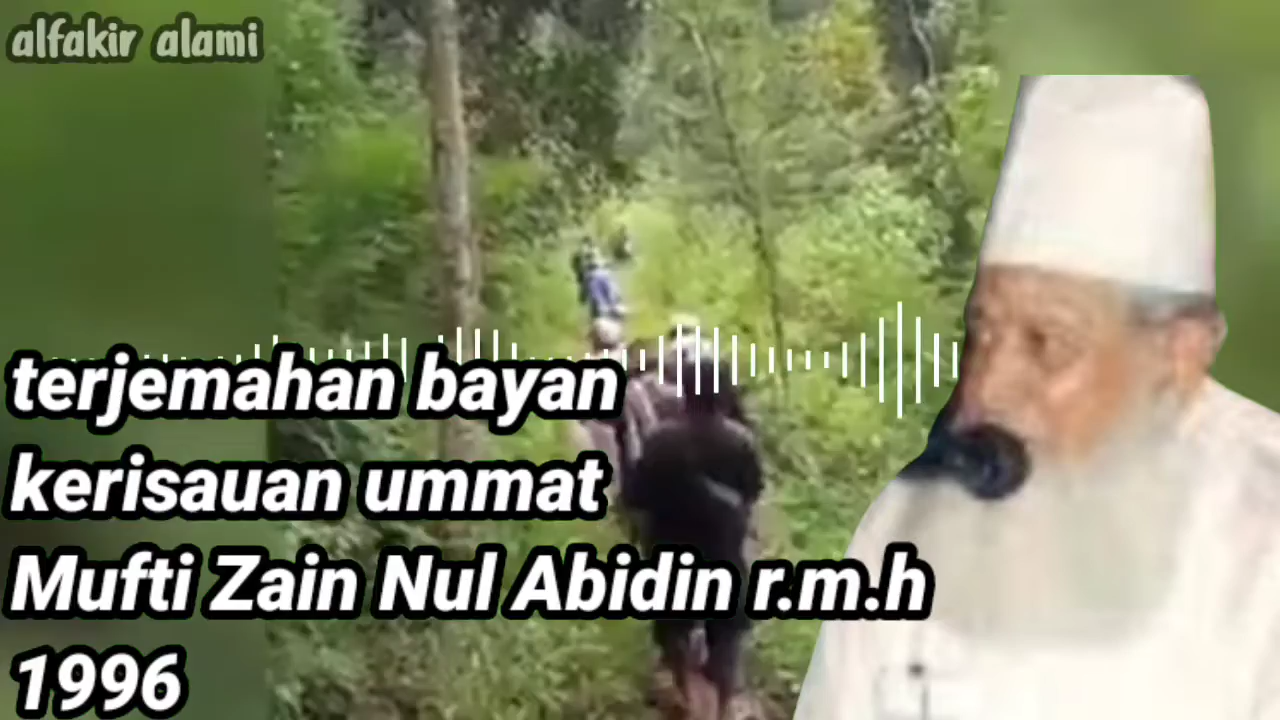 alfakir alami
terjemahan bayan
kerisauan ummat
Mufti Zain Nul Abidin r.m.h
1996